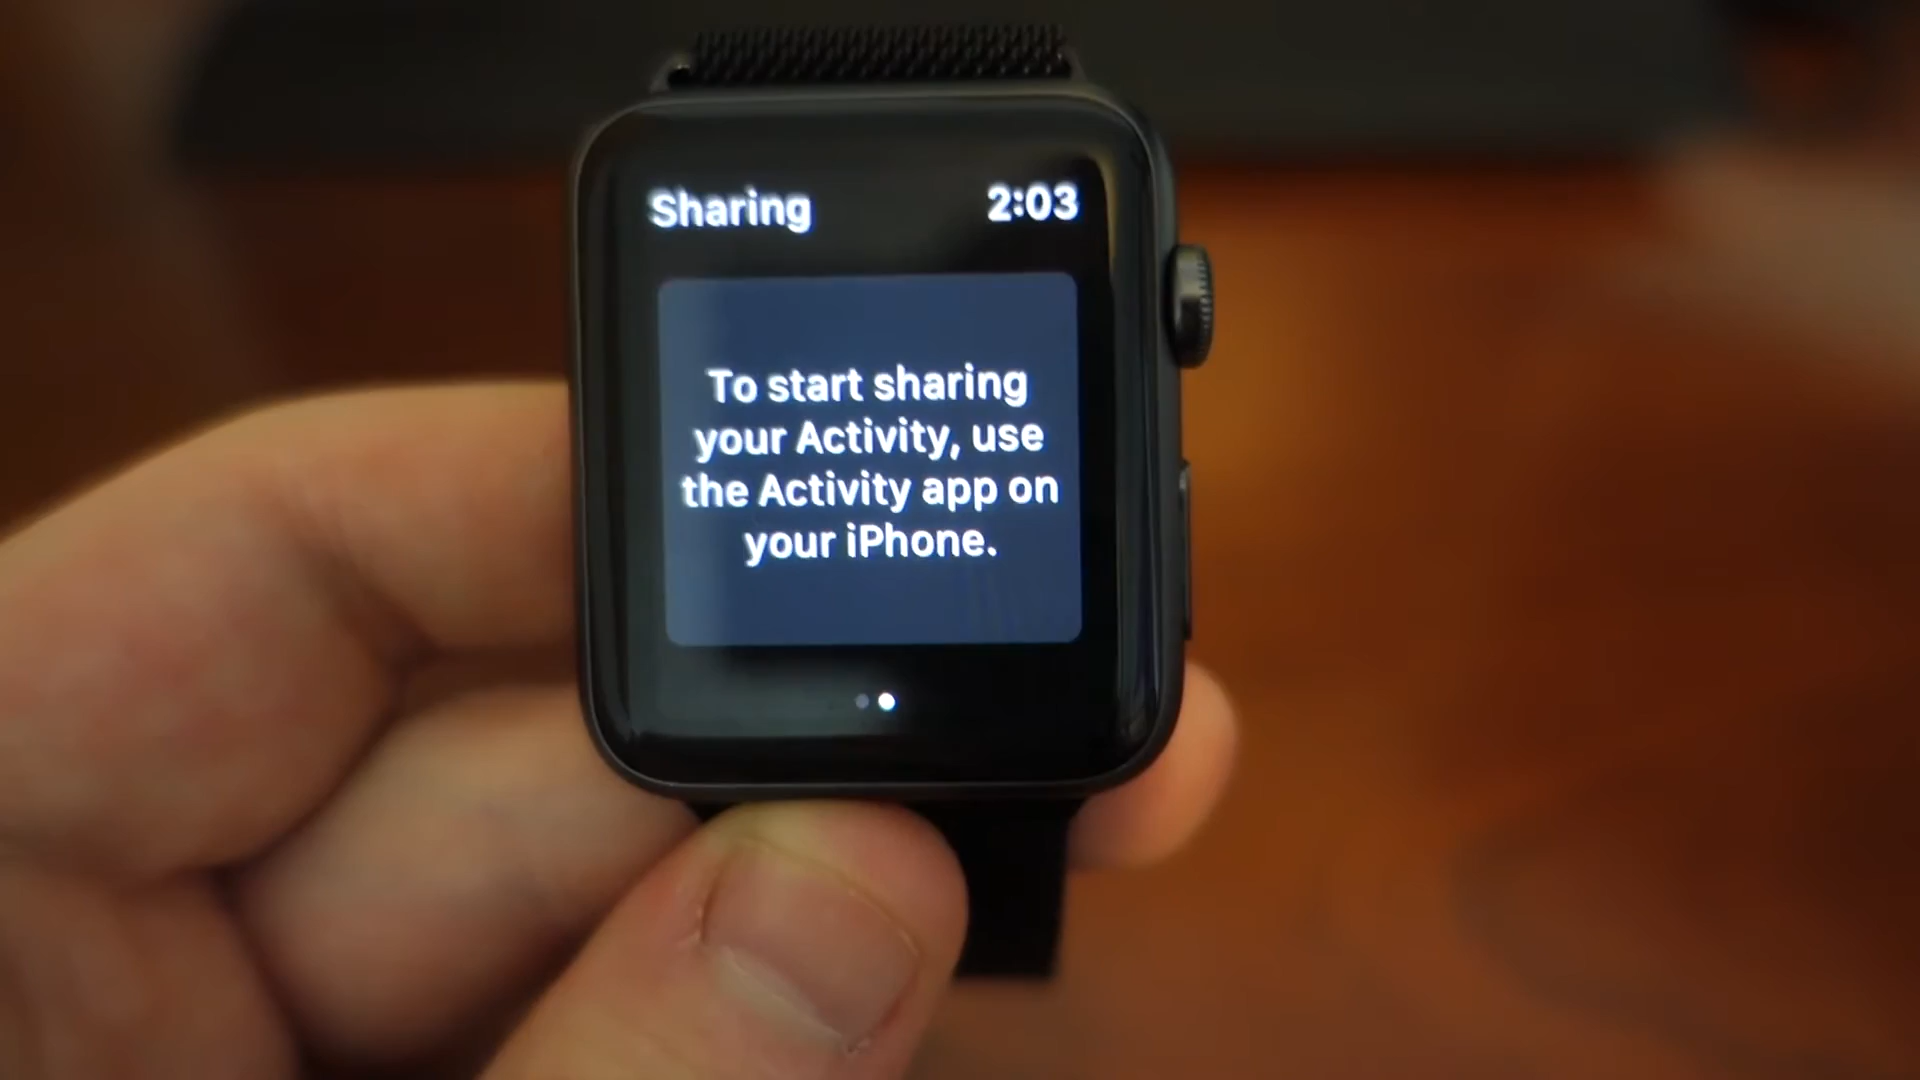 Sharing 2:03
To start sharing
your Activity, use
the Activity app on
your iPhone.